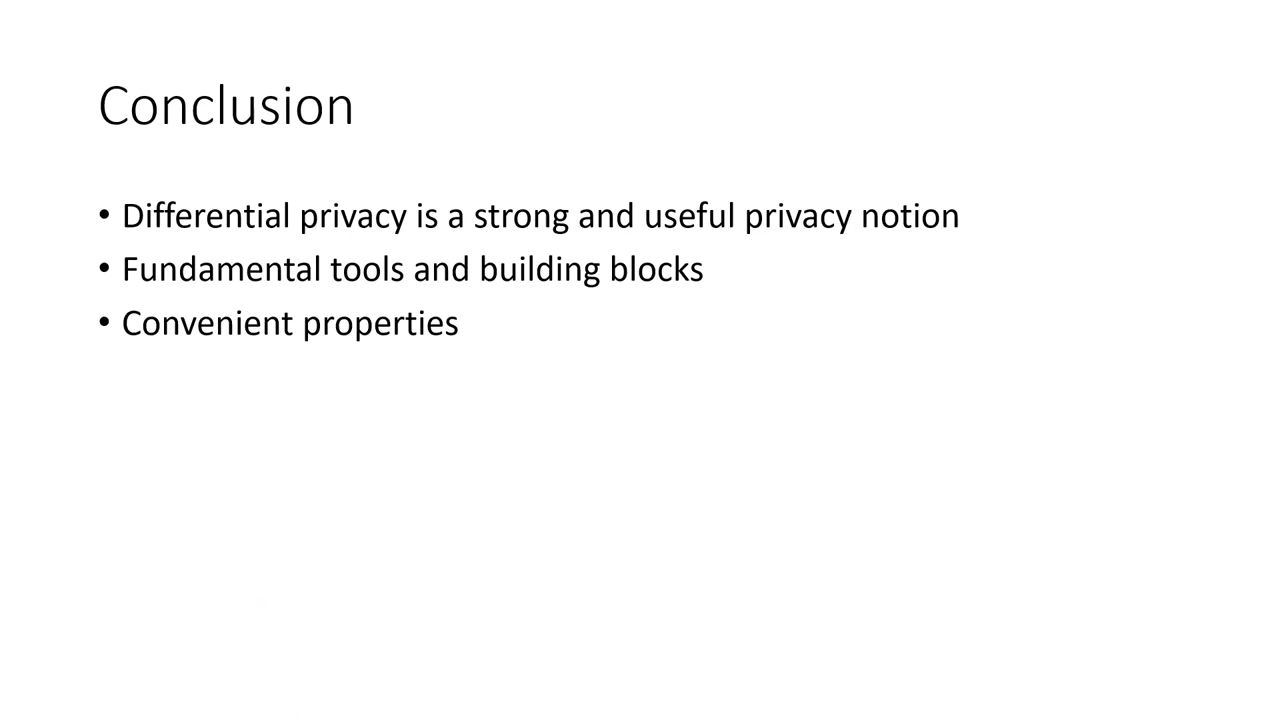 Conclusion
• Differential privacy is a strong and useful privacy notion
• Fundamental tools and building blocks
• Convenient properties